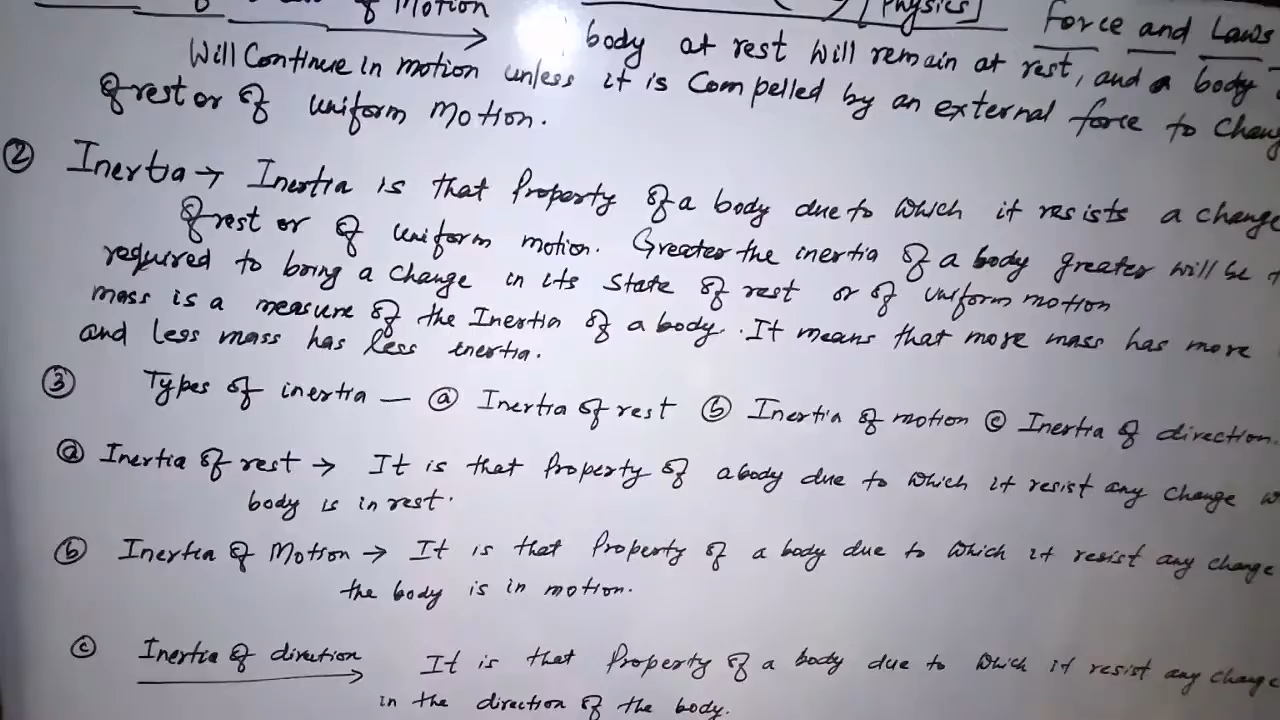 of Motion [Physics] Force and Laws
body at rest will remain at rest, and a body
Will Continue in motion unless it is Compelled by an external force to Chang
of rest or of uniform Motion.
② Inertia → Inertia is that Property of a body due to which it resists a change
of rest or of uniform motion. Greater the inertia of a body greater will be
required to bring a change in its state of rest or of uniform motion
mass is a measure of the Inertia of a body. It means that more mass has more
and less mass has less inertia.
③ Types of inertia — ⓐ Inertia of rest ⓑ Inertia of motion ⓒ Inertia of direction.
ⓐ Inertia of rest → It is that Property of a body due to which it resist any change w
body is in rest.
ⓑ Inertia of Motion → It is that Property of a body due to which it resist any change
the body is in motion.
ⓒ Inertia of direction It is that Property of a body due to which it resist any change
in the direction of the body.